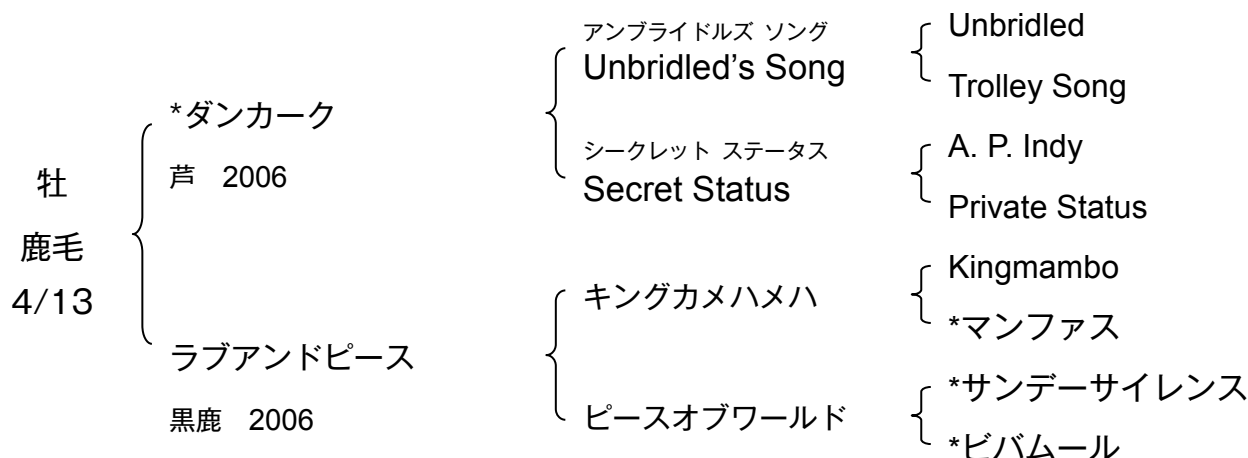 牡
鹿毛
4/13
*ダンカーク
芦 2006
ラブアンドピース
黒鹿 2006
アンブライドルズ ソング
Unbridled's Song
シークレット ステータス
Secret Status
キングカメハメハ
ピースオブワールド
Unbridled
Trolley Song
A. P. Indy
Private Status
Kingmambo
*マンファス
*サンデーサイレンス
*ビバムール